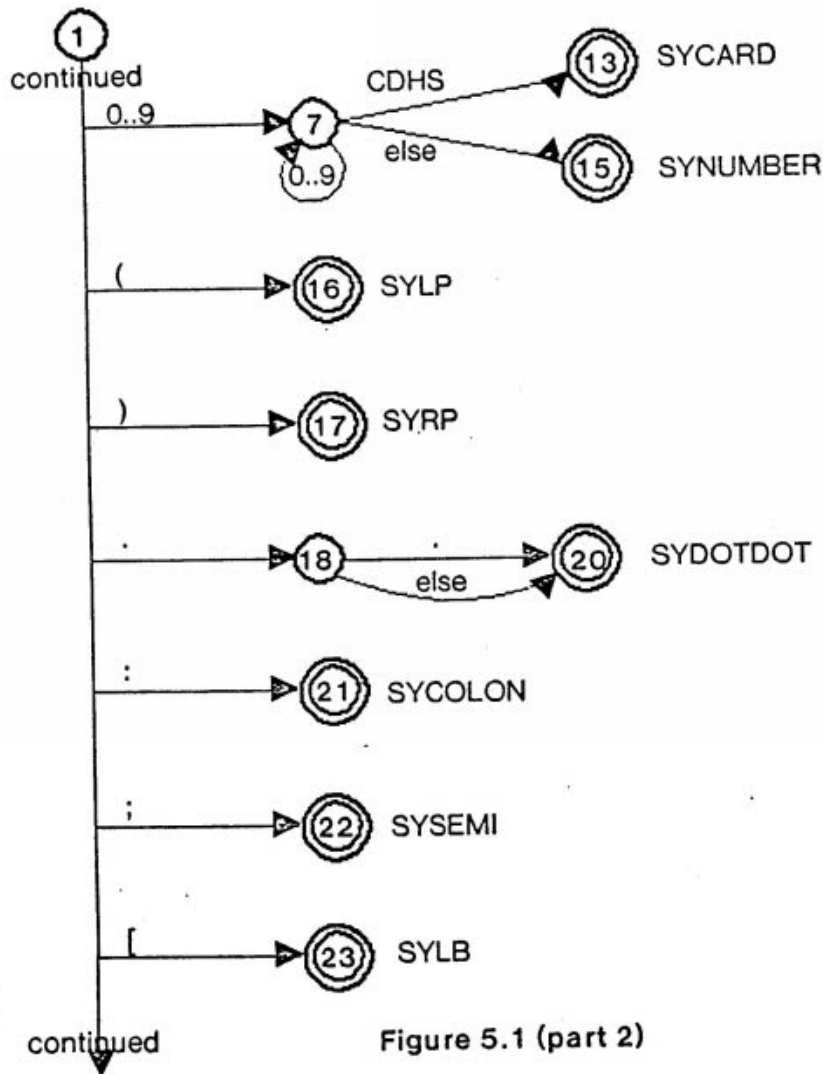 1
continued
CDHS
13 SYCARD
0..9
7
else
0..9
15 SYNUMBER
(
16 SYLP
)
17 SYRP
.
18
.
else
20 SYDOTDOT
:
21 SYCOLON
;
22 SYSEMI
[
23 SYLB
continued
Figure 5.1 (part 2)